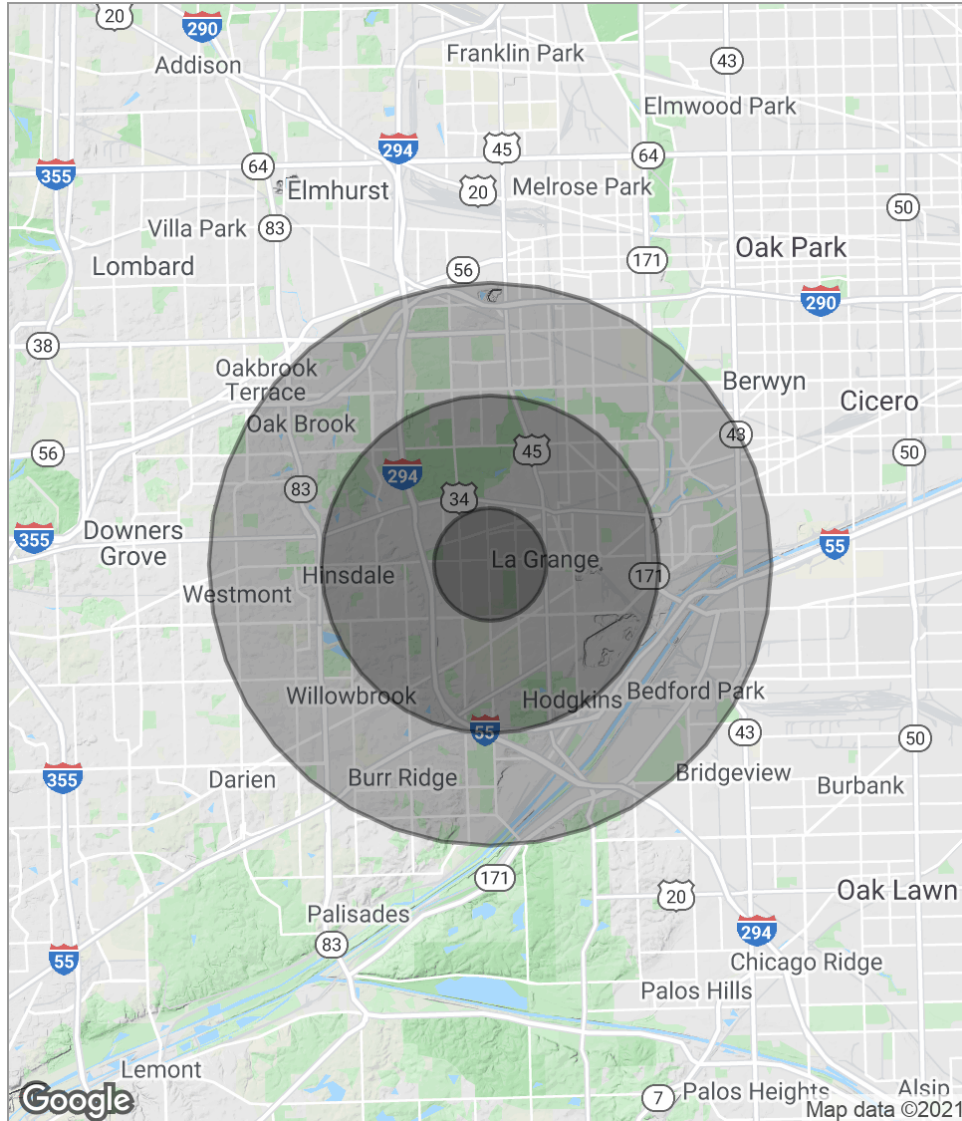 20
290
Franklin Park
43
Addison
Elmwood Park
294
45
64
64
355
20
Melrose Park
Elmhurst
50
83
Villa Park
Oak Park
171
56
Lombard
290
38
Oakbrook
Terrace
Berwyn
Cicero
Oak Brook
43
45
56
50
294
83
34
Downers
Grove
355
55
La Grange
Hinsdale
171
Westmont
Willowbrook
Hodgkins
Bedford Park
55
43
50
Burr Ridge
Bridgeview
355
Darien
Burbank
171
20
Oak Lawn
Palisades
83
294
55
Chicago Ridge
Palos Hills
Lemont
Google
7
Palos Heights
Alsip
Map data ©2021